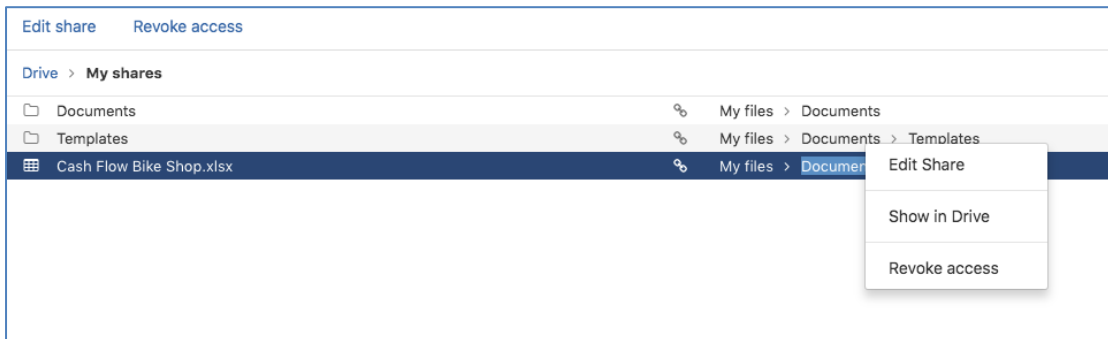 Edit share Revoke access
Drive > My shares
Documents My files > Documents
Templates My files > Documents > Templates
Cash Flow Bike Shop.xlsx My files >
Edit Share
Show in Drive
Revoke access